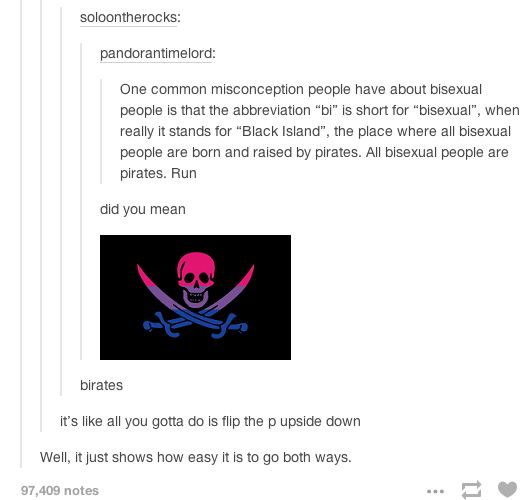 soloontherocks:
pandorantimelord:
One common misconception people have about bisexual
people is that the abbreviation “bi” is short for “bisexual”, when
really it stands for “Black Island”, the place where all bisexual
people are born and raised by pirates. All bisexual people are
pirates. Run
did you mean
birates
it’s like all you gotta do is flip the p upside down
Well, it just shows how easy it is to go both ways.
97,409 notes